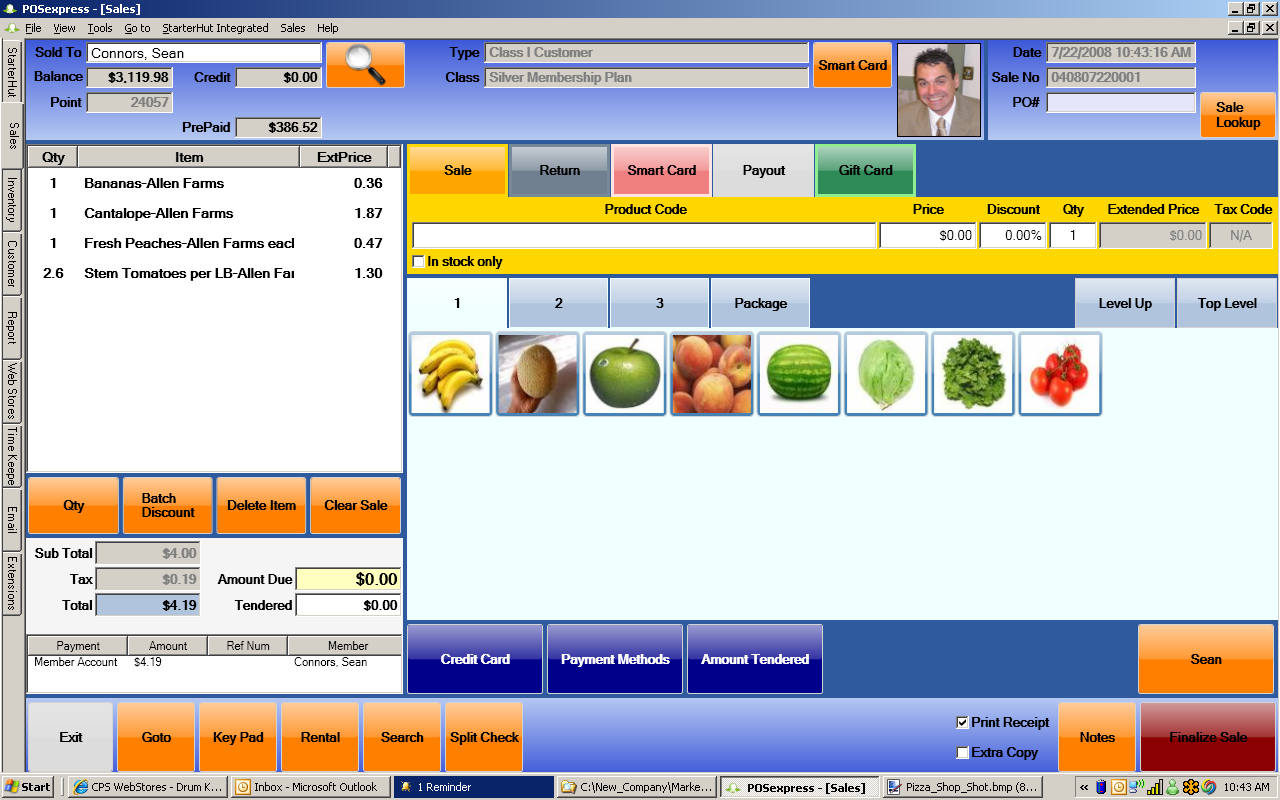 POSexpress - [Sales]
File View Tools Go to StarterHut Integrated Sales Help
StarterHut
Sales
Inventory
Customer
Report
Web Stores
Time Keepe
Email
Extensions
Sold To Connors, Sean
Balance $3,119.98 Credit $0.00
Point 24057
PrePaid $386.52
Type Class I Customer
Class Silver Membership Plan
Smart Card
Date 7/22/2008 10:43:16 AM
Sale No 040807220001
PO#
Sale
Lookup
Qty Item ExtPrice
1 Bananas-Allen Farms 0.36
1 Cantalope-Allen Farms 1.87
1 Fresh Peaches-Allen Farms eacl 0.47
2.6 Stem Tomatoes per LB-Allen Far 1.30
Sale Return Smart Card Payout Gift Card
Product Code Price Discount Qty Extended Price Tax Code
$0.00 0.00% 1 $0.00 N/A
In stock only
1 2 3 Package Level Up Top Level
Qty Batch Discount Delete Item Clear Sale
Sub Total $4.00
Tax $0.19 Amount Due $0.00
Total $4.19 Tendered $0.00
Payment Amount Ref Num Member
Member Account $4.19 Connors, Sean
Credit Card Payment Methods Amount Tendered Sean
Exit Goto Key Pad Rental Search Split Check
Print Receipt
Extra Copy
Notes Finalize Sale
Start CPS WebStores - Drum K... Inbox - Microsoft Outlook 1 Reminder C:\New_Company\Marke... POSexpress - [Sales] Pizza_Shop_Shot.bmp (8... « 10:43 AM